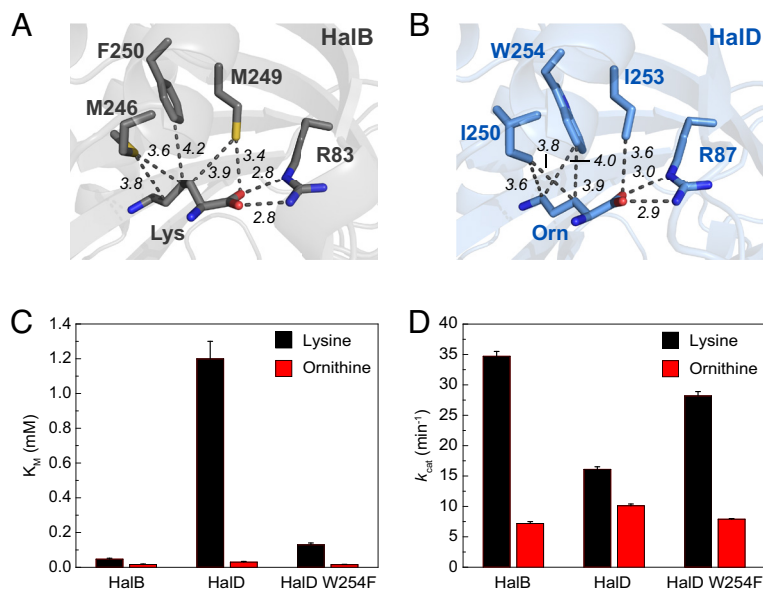 A
HalB
F250
M249
M246
R83
3.6
4.2
3.4
2.8
3.8
3.9
2.8
Lys
B
HalD
W254
I253
I250
R87
3.8
4.0
3.6
3.0
3.6
3.9
2.9
Orn
C
1.4
1.2
1.0
0.8
0.6
0.4
0.2
0.0
K_M (mM)
Lysine
Ornithine
HalB HalD HalD W254F
D
40
35
30
25
20
15
10
5
0
k_cat (min⁻¹)
Lysine
Ornithine
HalB HalD HalD W254F